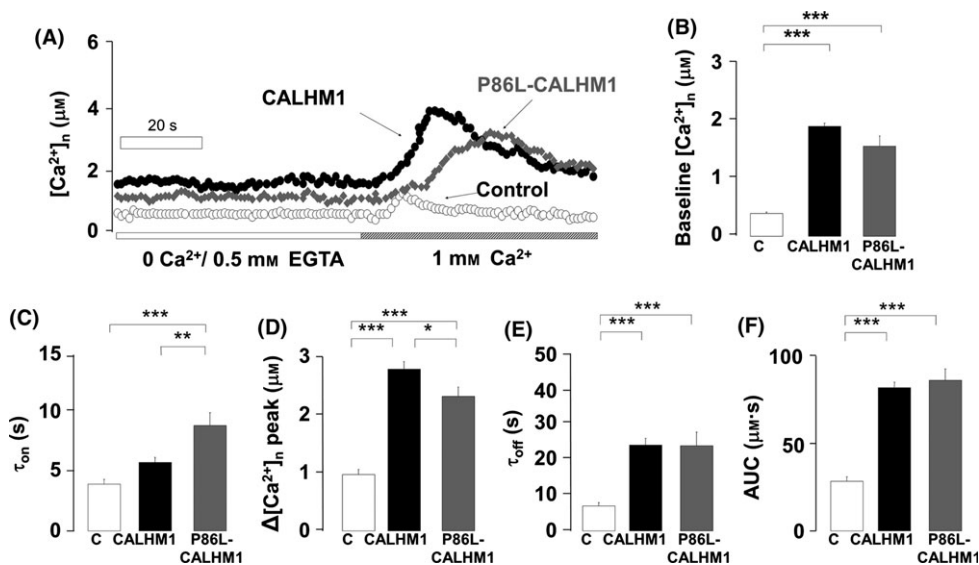 (A)
6
4
2
0
[Ca²⁺]ₙ (μM)
20 s
CALHM1
P86L-CALHM1
Control
0 Ca²⁺/ 0.5 mM EGTA
1 mM Ca²⁺
(B)
***
***
3
2
1
0
Baseline [Ca²⁺]ₙ (μM)
C CALHM1 P86L-
CALHM1
(C)
***
**
15
10
5
0
τon (s)
C CALHM1 P86L-
CALHM1
(D)
***
*** *
3
2
1
0
Δ[Ca²⁺]ₙ peak (μM)
C CALHM1 P86L-
CALHM1
(E)
***
***
50
40
30
20
10
0
τoff (s)
C CALHM1 P86L-
CALHM1
(F)
***
***
100
50
0
AUC (μM·s)
C CALHM1 P86L-
CALHM1